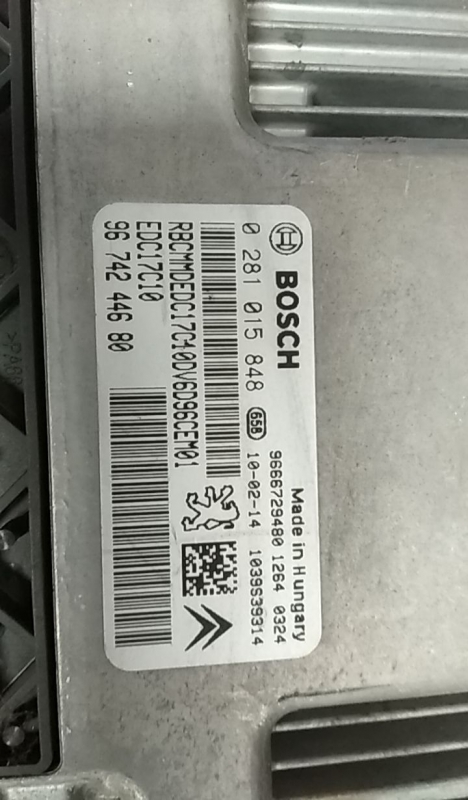 BOSCH
Made in Hungary
9666729480 1264 0324
0 281 015 848 658 10-02-14 1039S39314
RBCMMDEDC17C10DV6D96CEM01
EDC17C10
96 742 446 80